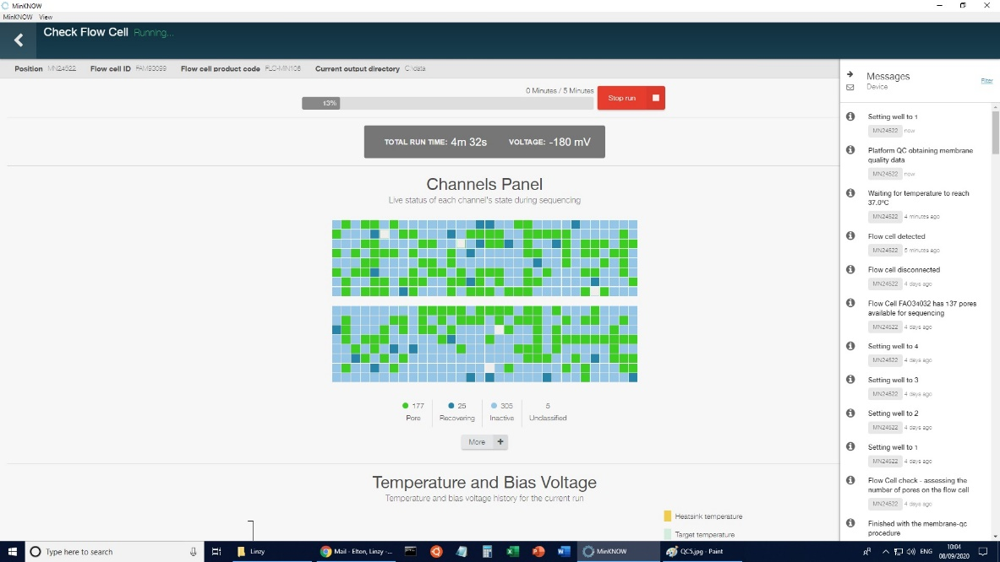 MinKNOW
MinKNOW View
Check Flow Cell Running...
Position MN24522 Flow cell ID FAM93099 Flow cell product code FLO-MIN106 Current output directory C:\data
0 Minutes / 5 Minutes
13%
Stop run
TOTAL RUN TIME: 4m 32s VOLTAGE: -180 mV
Channels Panel
Live status of each channel's state during sequencing
177 25 305 5
Pore Recovering Inactive Unclassified
More +
Temperature and Bias Voltage
Temperature and bias voltage history for the current run
Heatsink temperature
Target temperature
Messages
Device
Filter
Setting well to 1
MN24522 now
Platform QC obtaining membrane
quality data
MN24522 now
Waiting for temperature to reach
37.0°C
MN24522 4 minutes ago
Flow cell detected
MN24522 5 minutes ago
Flow cell disconnected
MN24522 4 days ago
Flow Cell FAO34032 has 137 pores
available for sequencing
MN24522 4 days ago
Setting well to 4
MN24522 4 days ago
Setting well to 3
MN24522 4 days ago
Setting well to 2
MN24522 4 days ago
Setting well to 1
MN24522 4 days ago
Flow Cell check - assessing the
number of pores on the flow cell
MN24522 4 days ago
Finished with the membrane-qc
procedure
Type here to search
Linzy
Mail - Elton, Linzy -...
MinKNOW
QC5.jpg - Paint
ENG
10:04
08/09/2020